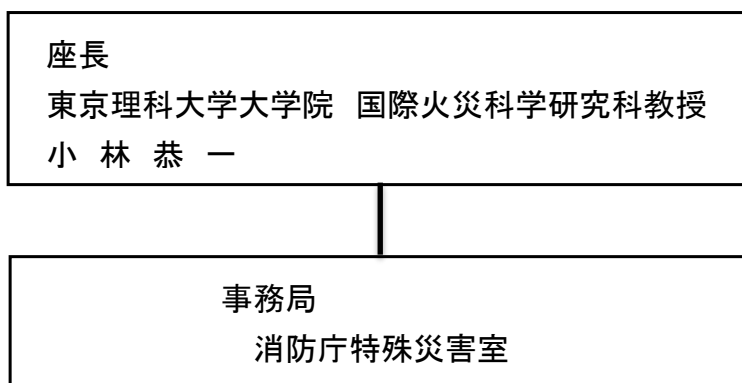 座長
東京理科大学大学院 国際火災科学研究科教授
小 林 恭 一
事務局
消防庁特殊災害室